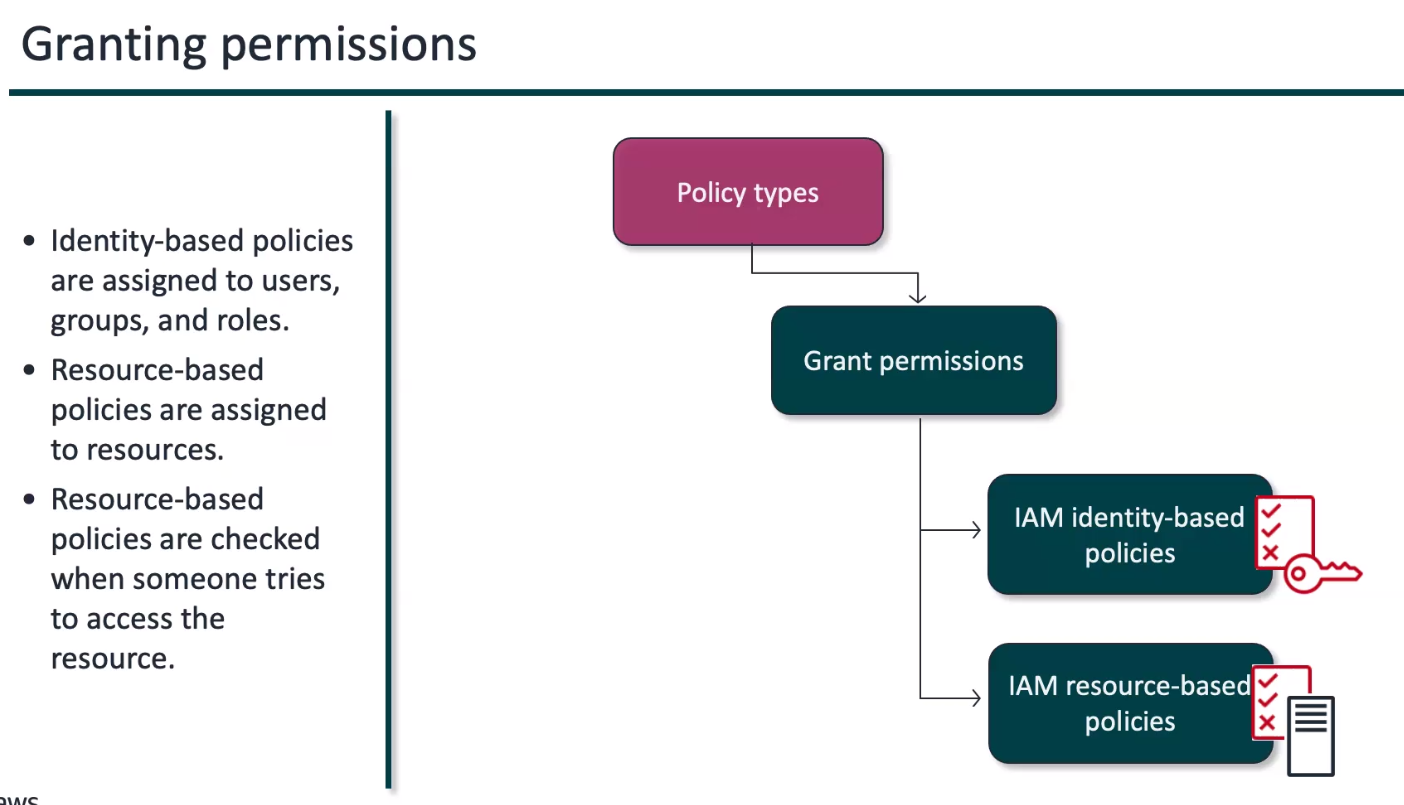 Granting permissions
• Identity-based policies
are assigned to users,
groups, and roles.
• Resource-based
policies are assigned
to resources.
• Resource-based
policies are checked
when someone tries
to access the
resource.
Policy types
Grant permissions
IAM identity-based
policies
IAM resource-based
policies
aws